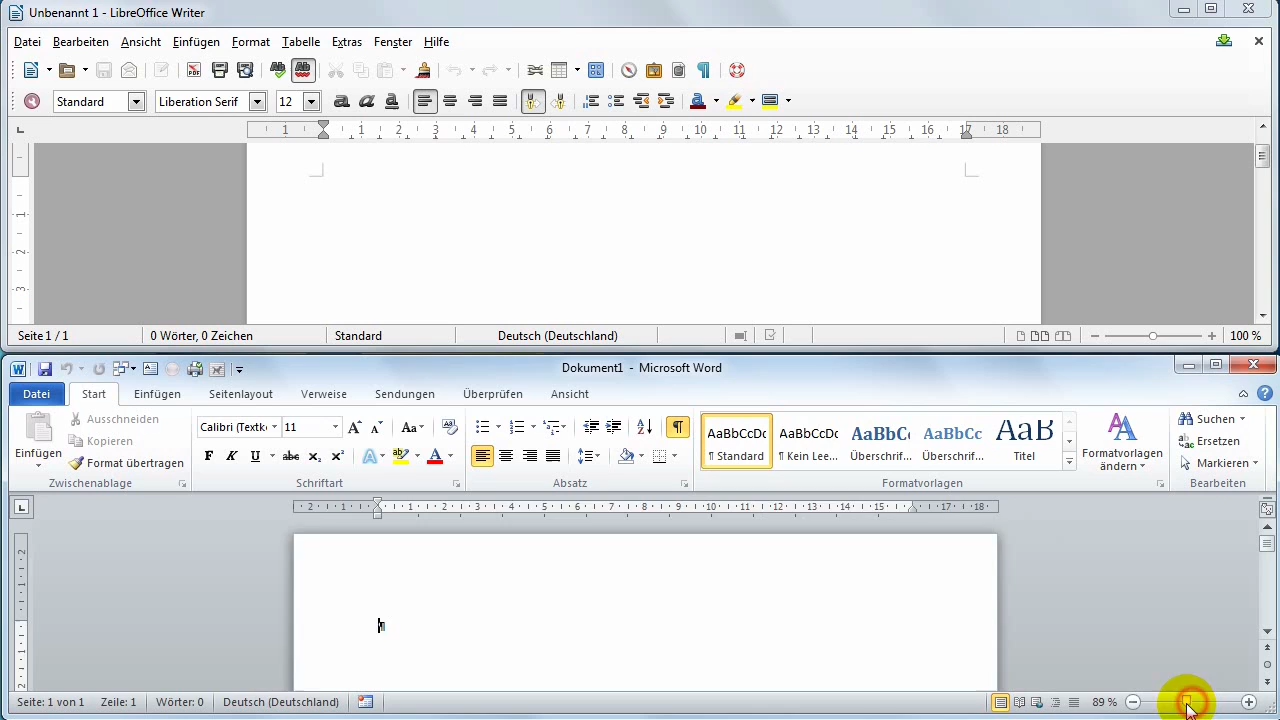 Unbenannt 1 - LibreOffice Writer
Datei Bearbeiten Ansicht Einfügen Format Tabelle Extras Fenster Hilfe
Standard Liberation Serif 12
1 1 2 3 4 5 6 7 8 9 10 11 12 13 14 15 16 17 18
1
2
3
Seite 1 / 1 0 Wörter, 0 Zeichen Standard Deutsch (Deutschland) 100 %
Dokument1 - Microsoft Word
Datei Start Einfügen Seitenlayout Verweise Sendungen Überprüfen Ansicht
Einfügen
Ausschneiden
Kopieren
Format übertragen
Zwischenablage
Calibri (Textk 11
F K U abc x₂ x²
Schriftart
Absatz
AaBbCcDc AaBbCcDc AaBbC( AaBbCc AaB
¶ Standard ¶ Kein Lee... Überschrif... Überschrif... Titel
Formatvorlagen
Formatvorlagen ändern
Suchen
Ersetzen
Markieren
Bearbeiten
2 1 1 2 3 4 5 6 7 8 9 10 11 12 13 14 15 17 18
2
1
1
2
¶
Seite: 1 von 1 Zeile: 1 Wörter: 0 Deutsch (Deutschland) 89 %